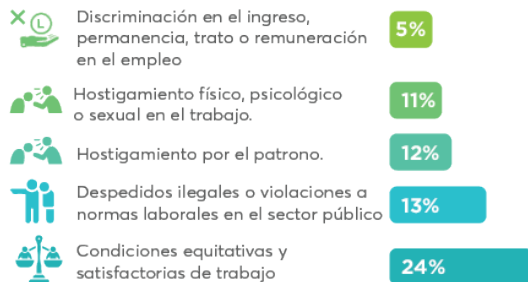 Discriminación en el ingreso,
permanencia, trato o remuneración
en el empleo
5%
Hostigamiento físico, psicológico
o sexual en el trabajo.
11%
Hostigamiento por el patrono.
12%
Despedidos ilegales o violaciones a
normas laborales en el sector público
13%
Condiciones equitativas y
satisfactorias de trabajo
24%